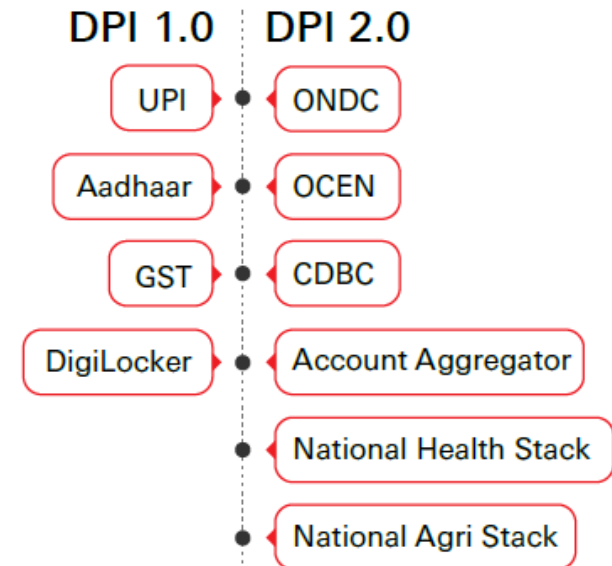 DPI 1.0 DPI 2.0
UPI ONDC
Aadhaar OCEN
GST CDBC
DigiLocker Account Aggregator
National Health Stack
National Agri Stack